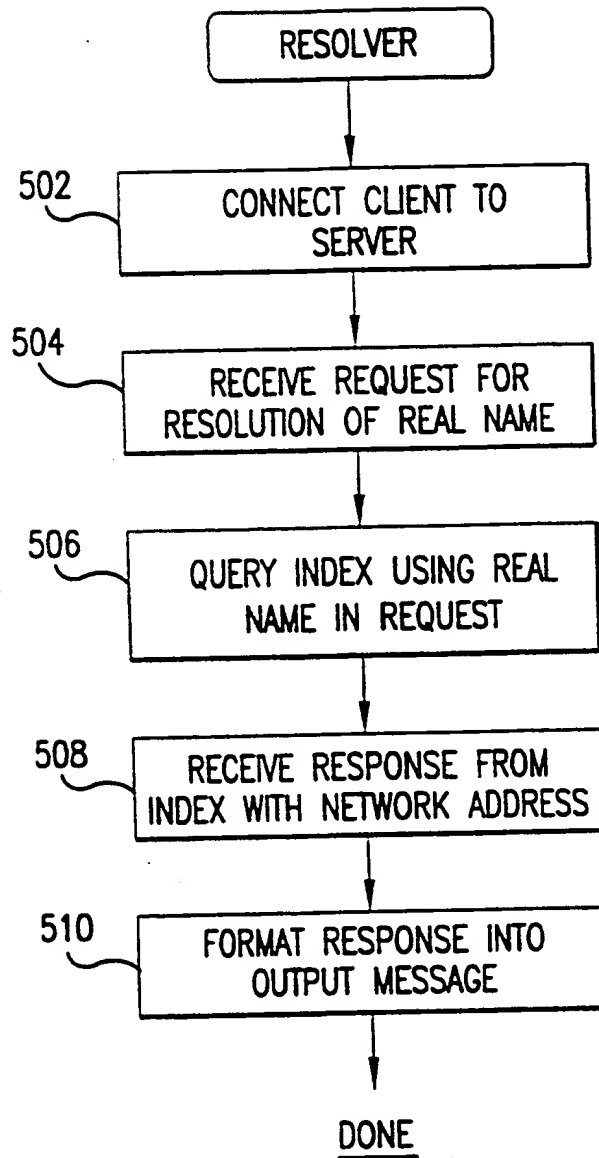 RESOLVER
502
CONNECT CLIENT TO
SERVER
504
RECEIVE REQUEST FOR
RESOLUTION OF REAL NAME
506
QUERY INDEX USING REAL
NAME IN REQUEST
508
RECEIVE RESPONSE FROM
INDEX WITH NETWORK ADDRESS
510
FORMAT RESPONSE INTO
OUTPUT MESSAGE
DONE